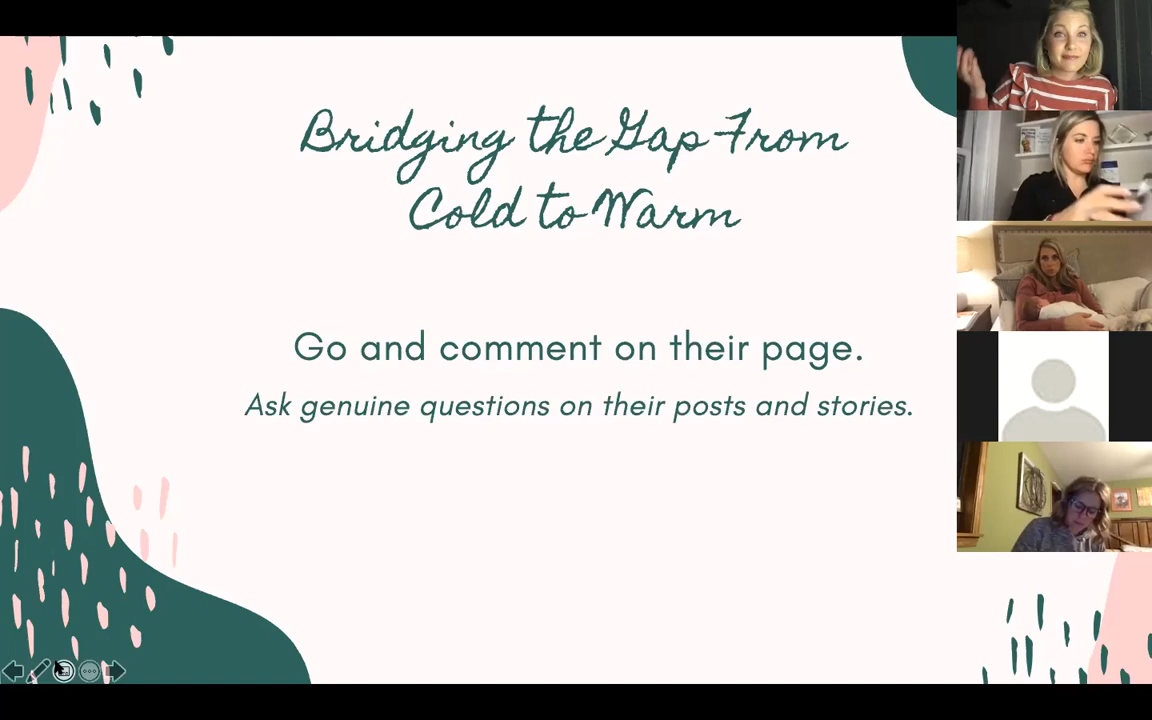 Bridging the Gap From
Cold to Warm
Go and comment on their page.
Ask genuine questions on their posts and stories.